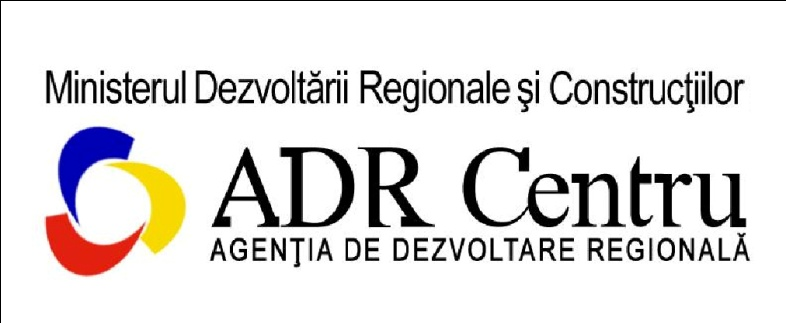 Ministerul Dezvoltării Regionale şi Construcţiilor
ADR Centru
AGENŢIA DE DEZVOLTARE REGIONALĂ